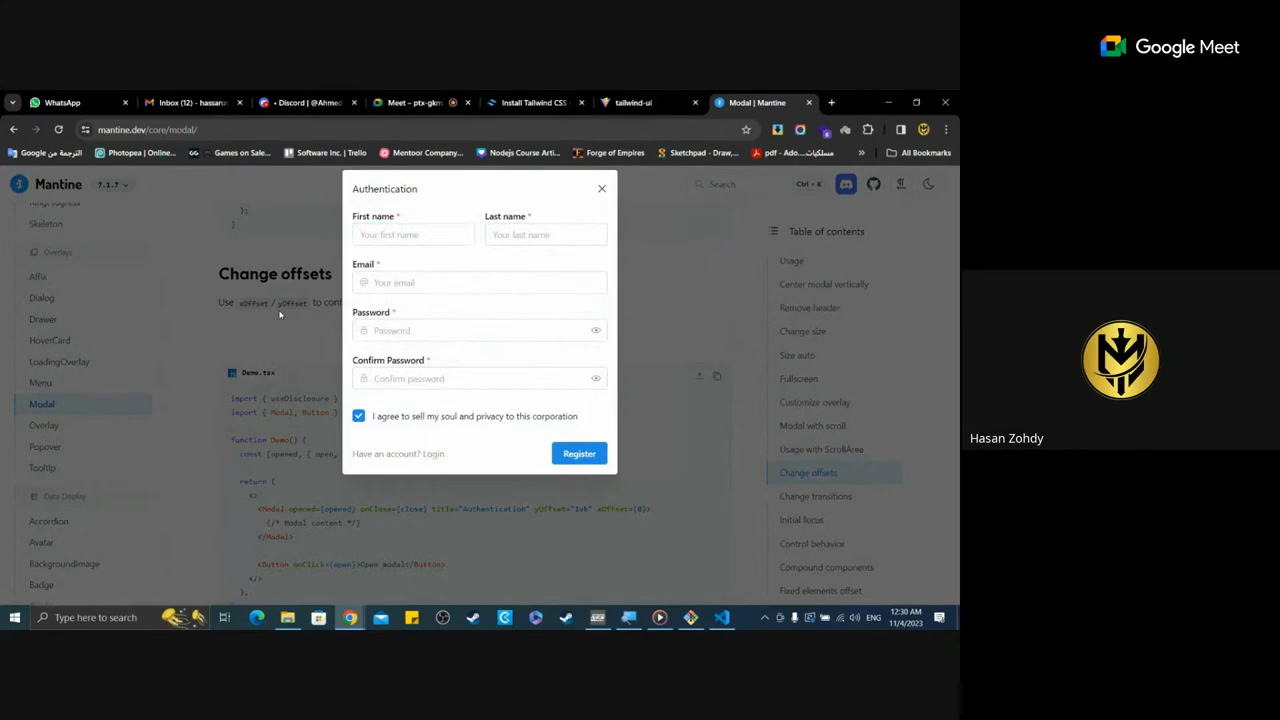 Google Meet
WhatsApp
Inbox (12) - hassana
• Discord | @Ahmed
Meet – ptx-gkm
Install Tailwind CSS
tailwind-ui
Modal | Mantine
mantine.dev/core/modal/
الترجمة من Google
Photopea | Online...
Games on Sale...
Software Inc. | Trello
Mentoor Company...
Nodejs Course Arti...
Forge of Empires
Sketchpad - Draw,...
pdf - Ado...
All Bookmarks
Mantine
7.1.7
Search
Ctrl + K
Skeleton
Overlays
Affix
Dialog
Drawer
HoverCard
LoadingOverlay
Menu
Modal
Overlay
Popover
Tooltip
Data Display
Accordion
Avatar
BackgroundImage
Badge
);
}
Change offsets
Use xOffset / yOffset to conf
Demo.tsx
import { useDisclosure
import { Modal, Button
function Demo() {
const [opened, { open,
return (
<>
<Modal opened={opened} onClose={close} title="Authentication" yOffset="1vh" xOffset={0}>
{/* Modal content */}
</Modal>
<Button onClick={open}>Open modal</Button>
</>
);
Authentication
First name *
Last name *
Your first name
Your last name
Email *
@ Your email
Password *
Password
Confirm Password *
Confirm password
I agree to sell my soul and privacy to this corporation
Have an account? Login
Register
Table of contents
Usage
Center modal vertically
Remove header
Change size
Size auto
Fullscreen
Customize overlay
Modal with scroll
Usage with ScrollArea
Change offsets
Change transitions
Initial focus
Control behavior
Compound components
Fixed elements offset
Hasan Zohdy
Type here to search
ENG
12:30 AM
11/4/2023